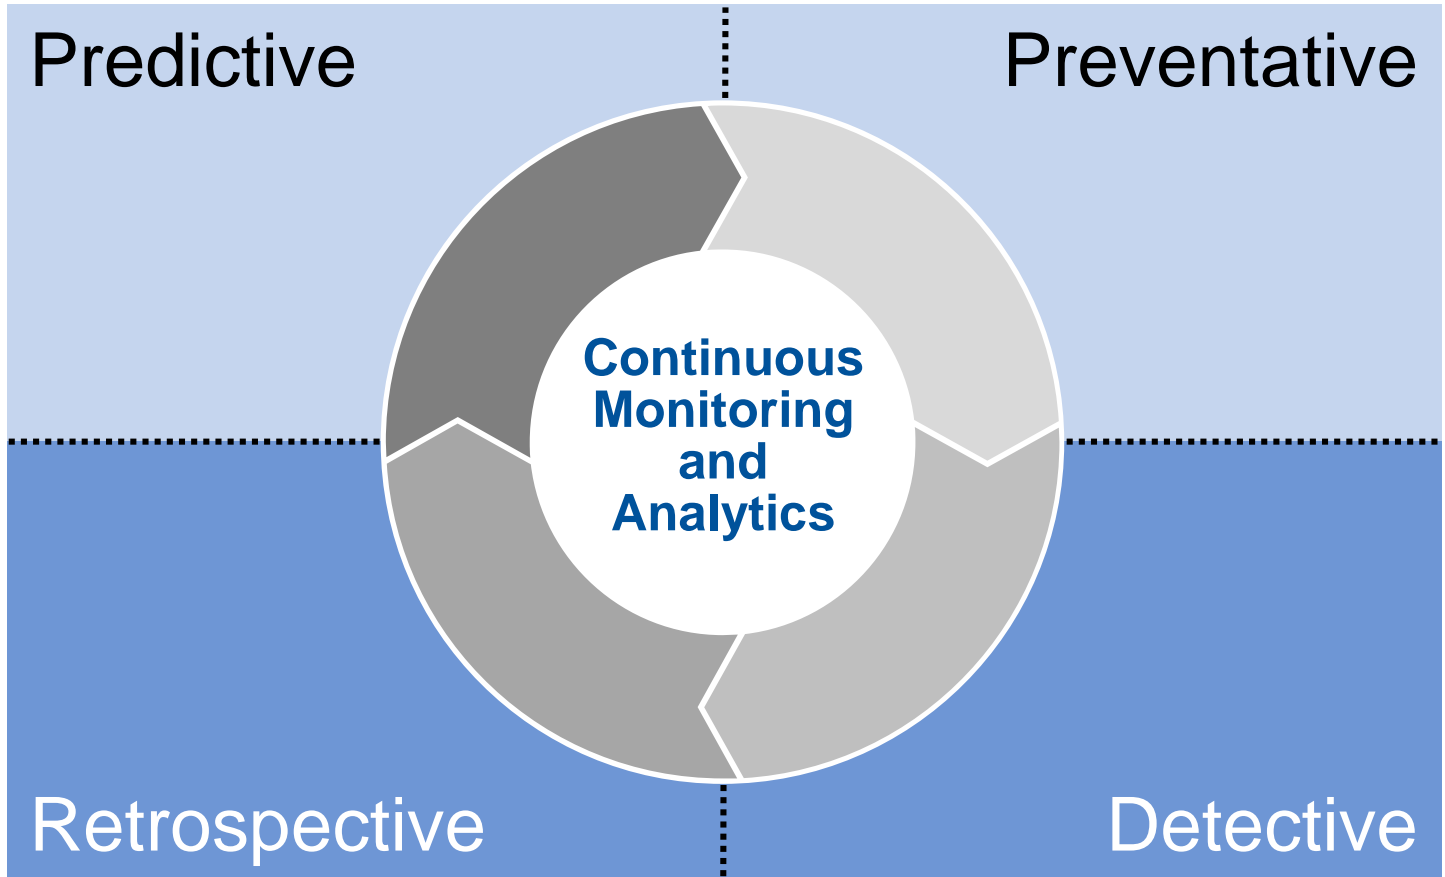 Predictive
Preventative
Continuous
Monitoring
and
Analytics
Retrospective
Detective